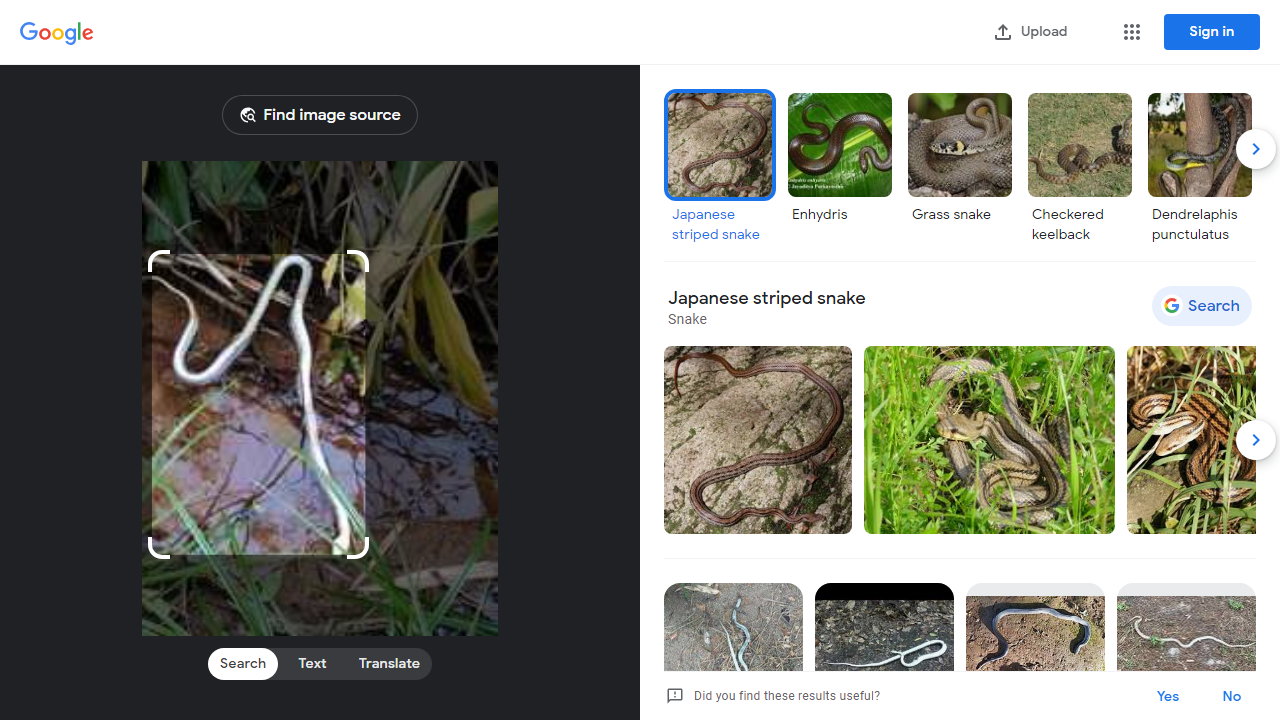 Google
Upload
Sign in
Find image source
Search
Text
Translate
Japanese
striped snake
Enhydris
Grass snake
Checkered
keelback
Dendrelaphis
punctulatus
Japanese striped snake
Snake
Search
Did you find these results useful?
Yes
No